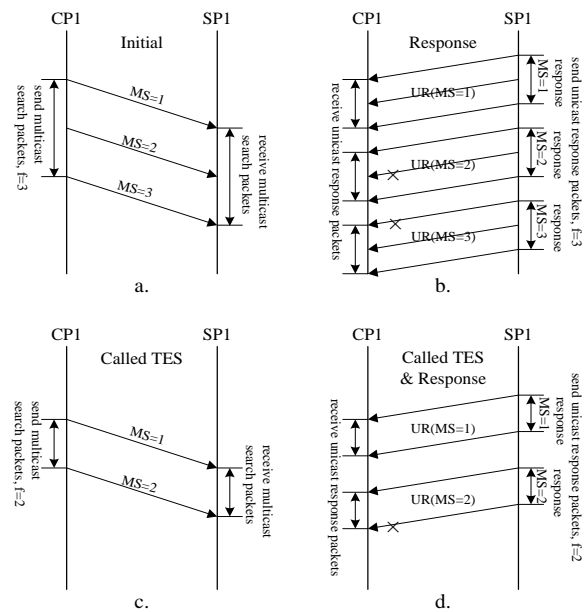 CP1
SP1
Initial
send multicast
search packets, f=3
MS=1
MS=2
MS=3
receive multicast
search packets
a.
CP1
SP1
Response
receive unicast response packets
UR(MS=1)
UR(MS=2)
UR(MS=3)
response
MS=1
response
MS=2
response
MS=3
send unicast response packets, f=3
b.
CP1
SP1
Called TES
send multicast
search packets, f=2
MS=1
MS=2
receive multicast
search packets
c.
CP1
SP1
Called TES
& Response
receive unicast response packets
UR(MS=1)
UR(MS=2)
response
MS=1
response
MS=2
send unicast response packets, f=2
d.